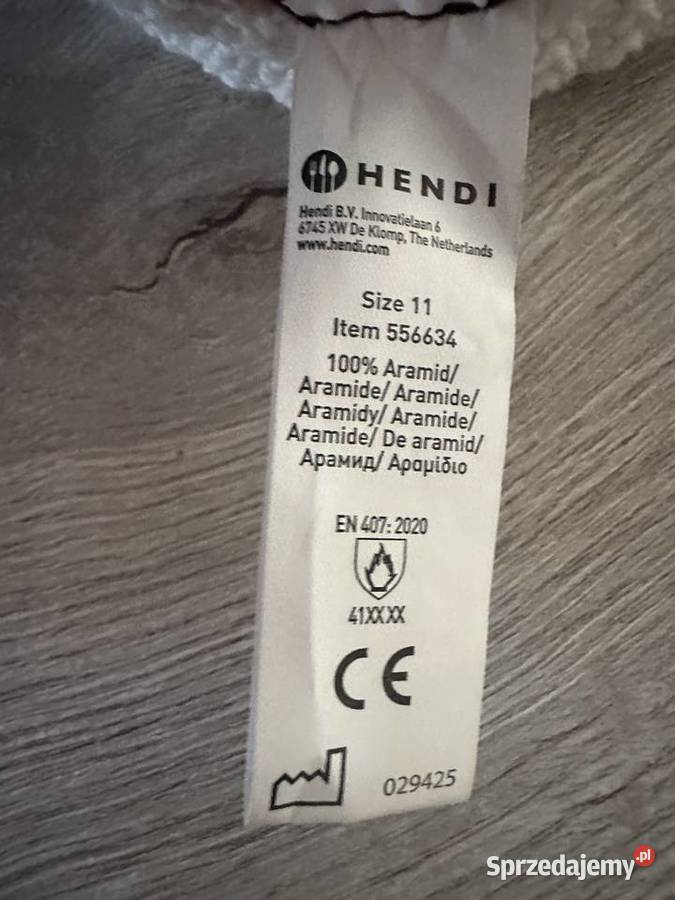 HENDI
Hendi B.V. Innovatielaan 6
6745 XW De Klomp, The Netherlands
www.hendi.com
Size 11
Item 556634
100% Aramid/
Aramide/ Aramide/
Aramidy/ Aramide/
Aramide/ De aramid/
Арамид/ Αραμίδιο
EN 407: 2020
41XXXX
CE
029425
Sprzedajemy.pl